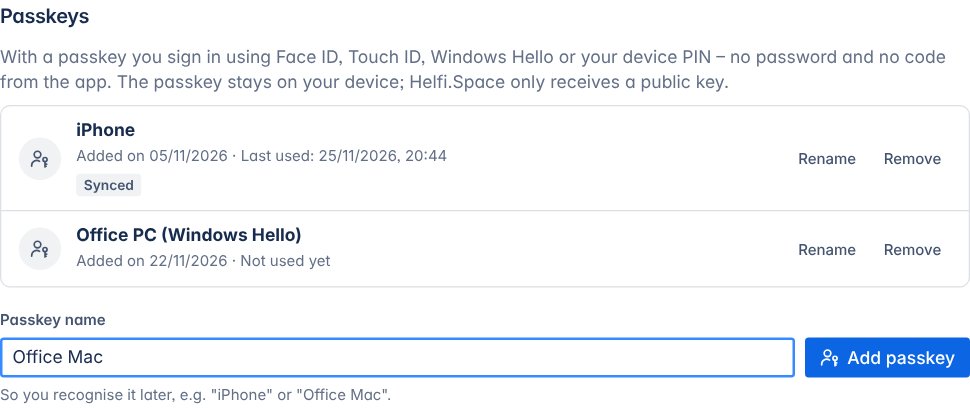 Passkeys
With a passkey you sign in using Face ID, Touch ID, Windows Hello or your device PIN – no password and no code
from the app. The passkey stays on your device; Helfi.Space only receives a public key.
iPhone
Added on 05/11/2026 · Last used: 25/11/2026, 20:44
Synced
Rename Remove
Office PC (Windows Hello)
Added on 22/11/2026 · Not used yet
Rename Remove
Passkey name
Office Mac
Add passkey
So you recognise it later, e.g. "iPhone" or "Office Mac".